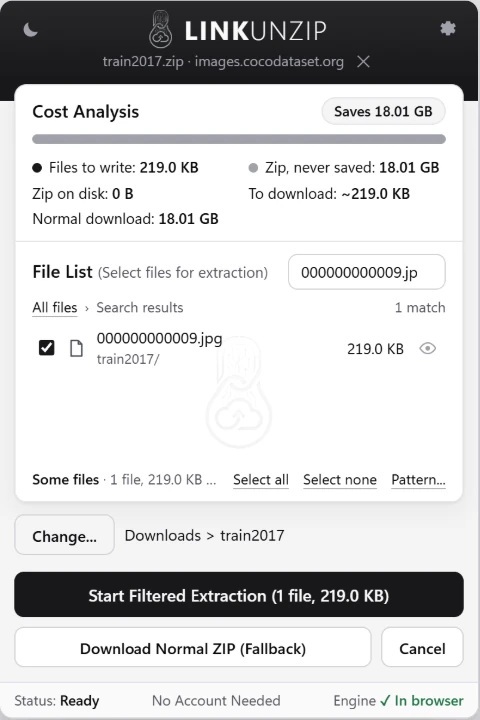 LINKUNZIP
train2017.zip · images.cocodataset.org
Cost Analysis
Saves 18.01 GB
Files to write: 219.0 KB
Zip, never saved: 18.01 GB
Zip on disk: 0 B
To download: ~219.0 KB
Normal download: 18.01 GB
File List (Select files for extraction)
000000000009.jp
All files › Search results
1 match
000000000009.jpg
train2017/
219.0 KB
Some files · 1 file, 219.0 KB ...
Select all
Select none
Pattern...
Change...
Downloads > train2017
Start Filtered Extraction (1 file, 219.0 KB)
Download Normal ZIP (Fallback)
Cancel
Status: Ready
No Account Needed
Engine ✓ In browser